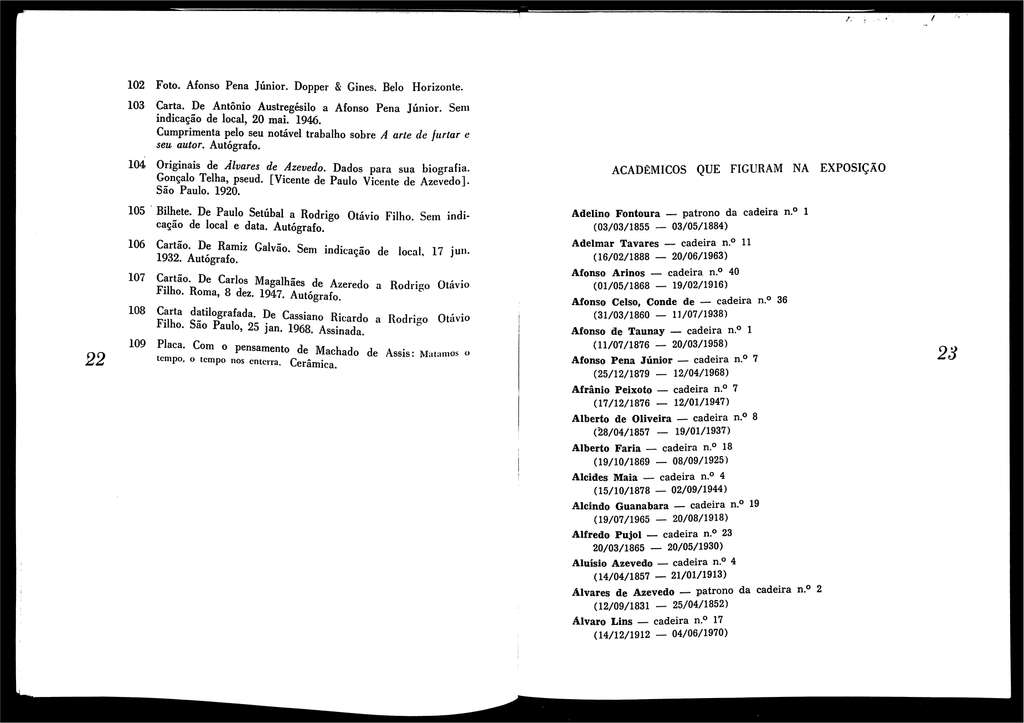 102 Foto. Afonso Pena Júnior. Dopper & Gines. Belo Horizonte.
103 Carta. De Antônio Austregésilo a Afonso Pena Júnior. Sem
indicação de local, 20 mai. 1946.
Cumprimenta pelo seu notável trabalho sobre A arte de furtar e
seu autor. Autógrafo.
104 Originais de Álvares de Azevedo. Dados para sua biografia.
Gonçalo Telha, pseud. [Vicente de Paulo Vicente de Azevedo].
São Paulo. 1920.
105 Bilhete. De Paulo Setúbal a Rodrigo Otávio Filho. Sem indi-
cação de local e data. Autógrafo.
106 Cartão. De Ramiz Galvão. Sem indicação de local, 17 jun.
1932. Autógrafo.
107 Cartão. De Carlos Magalhães de Azeredo a Rodrigo Otávio
Filho. Roma, 8 dez. 1947. Autógrafo.
108 Carta datilografada. De Cassiano Ricardo a Rodrigo Otávio
Filho. São Paulo, 25 jan. 1968. Assinada.
109 Placa. Com o pensamento de Machado de Assis: Matamos o
tempo, o tempo nos enterra. Cerâmica.
22
ACADÊMICOS QUE FIGURAM NA EXPOSIÇÃO
Adelino Fontoura — patrono da cadeira n.º 1
(03/03/1855 — 03/05/1884)
Adelmar Tavares — cadeira n.º 11
(16/02/1888 — 20/06/1963)
Afonso Arinos — cadeira n.º 40
(01/05/1868 — 19/02/1916)
Afonso Celso, Conde de — cadeira n.º 36
(31/03/1860 — 11/07/1938)
Afonso de Taunay — cadeira n.º 1
(11/07/1876 — 20/03/1958)
Afonso Pena Júnior — cadeira n.º 7
(25/12/1879 — 12/04/1968)
Afrânio Peixoto — cadeira n.º 7
(17/12/1876 — 12/01/1947)
Alberto de Oliveira — cadeira n.º 8
(28/04/1857 — 19/01/1937)
Alberto Faria — cadeira n.º 18
(19/10/1869 — 08/09/1925)
Alcides Maia — cadeira n.º 4
(15/10/1878 — 02/09/1944)
Alcindo Guanabara — cadeira n.º 19
(19/07/1965 — 20/08/1918)
Alfredo Pujol — cadeira n.º 23
20/03/1865 — 20/05/1930)
Aluísio Azevedo — cadeira n.º 4
(14/04/1857 — 21/01/1913)
Álvares de Azevedo — patrono da cadeira n.º 2
(12/09/1831 — 25/04/1852)
Álvaro Lins — cadeira n.º 17
(14/12/1912 — 04/06/1970)
23